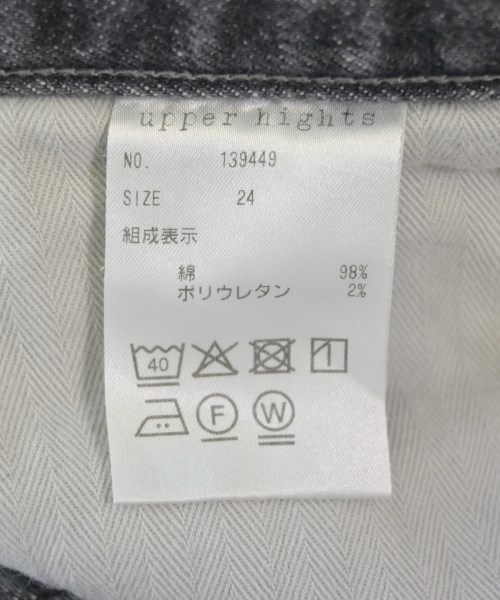 upper hights
NO. 139449
SIZE 24
組成表示
綿 98%
ポリウレタン 2%
40
F W